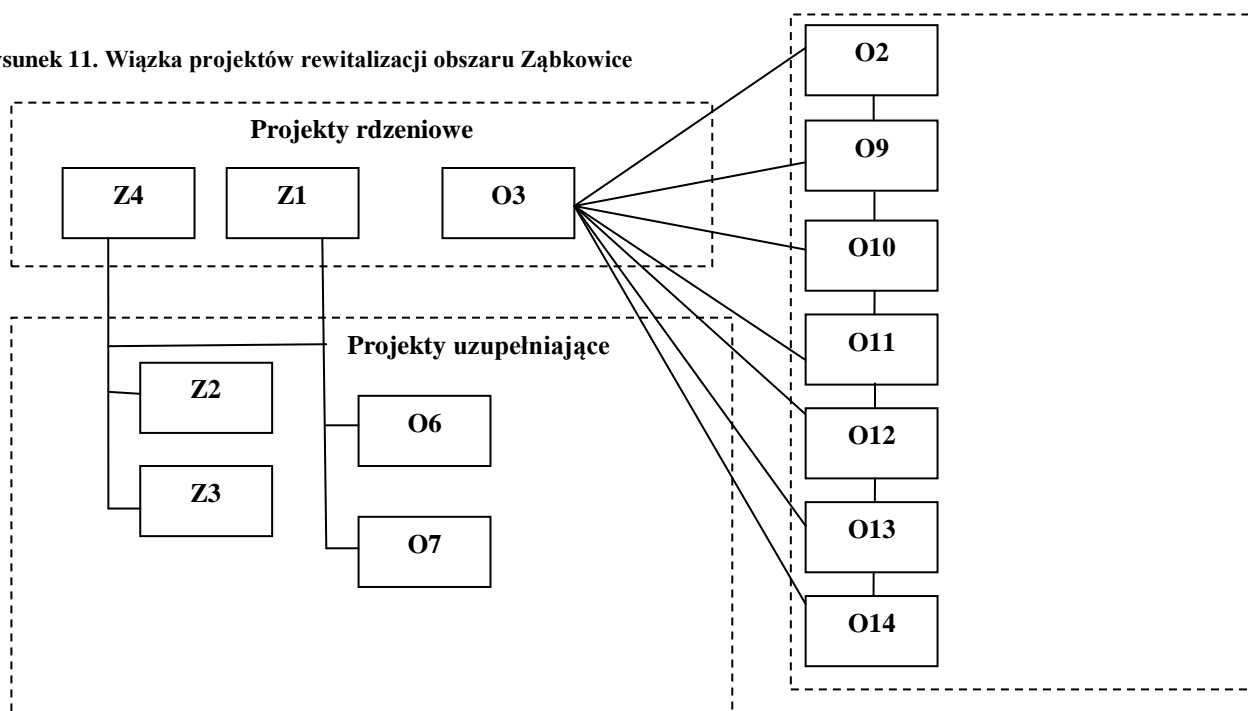 ysunek 11. Wiązka projektów rewitalizacji obszaru Ząbkowice
Projekty rdzeniowe
Z4
Z1
O3
Projekty uzupełniające
Z2
Z3
O6
O7
O2
O9
O10
O11
O12
O13
O14